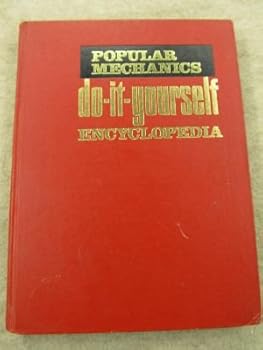 POPULAR
MECHANICS
do-it-yourself
ENCYCLOPEDIA